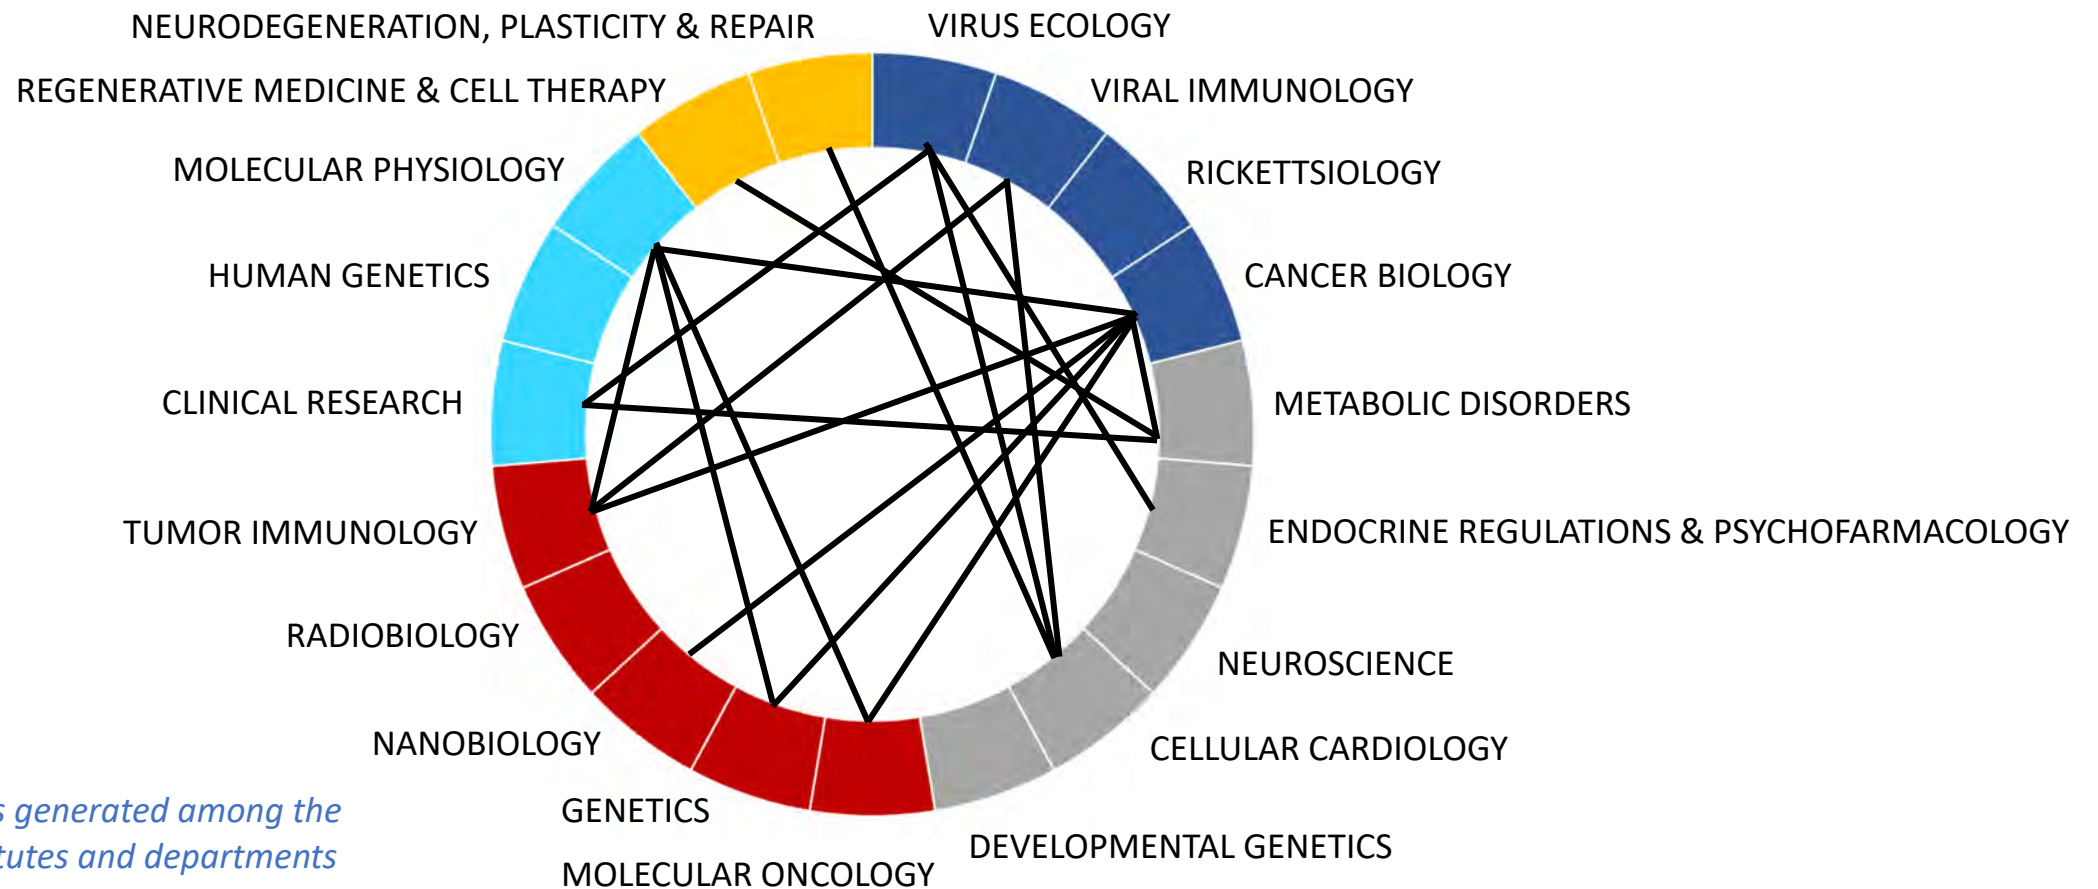 NEURODEGENERATION, PLASTICITY & REPAIR
VIRUS ECOLOGY
REGENERATIVE MEDICINE & CELL THERAPY
VIRAL IMMUNOLOGY
MOLECULAR PHYSIOLOGY
RICKETTSIOLOGY
HUMAN GENETICS
CANCER BIOLOGY
CLINICAL RESEARCH
METABOLIC DISORDERS
TUMOR IMMUNOLOGY
ENDOCRINE REGULATIONS & PSYCHOFARMACOLOGY
RADIOBIOLOGY
NEUROSCIENCE
NANOBIOLOGY
CELLULAR CARDIOLOGY
GENETICS
DEVELOPMENTAL GENETICS
MOLECULAR ONCOLOGY
generated among the
and departments